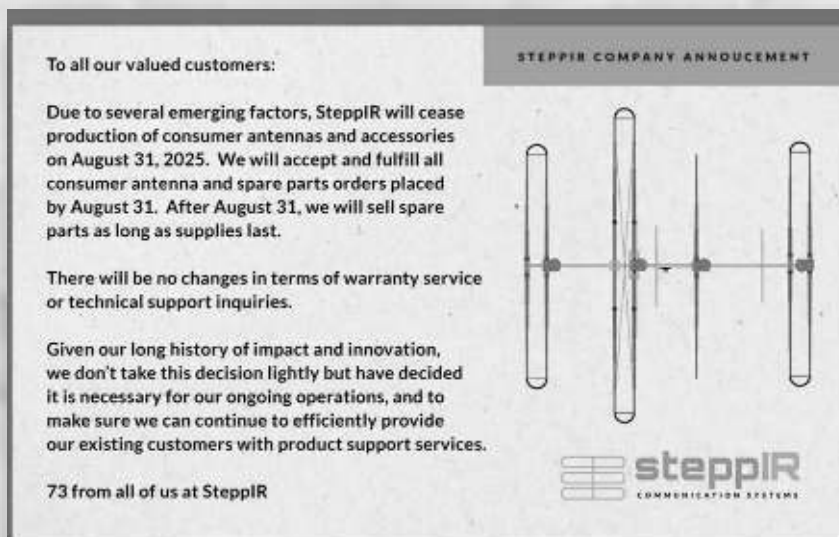 STEPPIR COMPANY ANNOUCEMENT
To all our valued customers:
Due to several emerging factors, SteppIR will cease
production of consumer antennas and accessories
on August 31, 2025. We will accept and fulfill all
consumer antenna and spare parts orders placed
by August 31. After August 31, we will sell spare
parts as long as supplies last.
There will be no changes in terms of warranty service
or technical support inquiries.
Given our long history of impact and innovation,
we don't take this decision lightly but have decided
it is necessary for our ongoing operations, and to
make sure we can continue to efficiently provide
our existing customers with product support services.
73 from all of us at SteppIR
steppIR
COMMUNICATION SYSTEMS